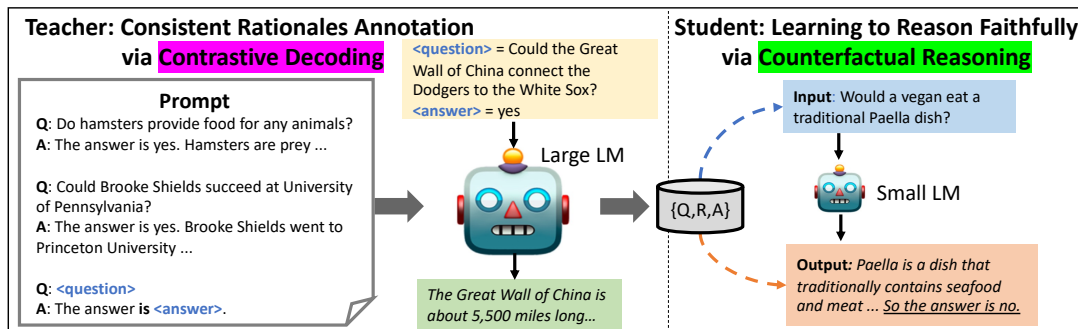 Teacher: Consistent Rationales Annotation
via Contrastive Decoding
Prompt
Q: Do hamsters provide food for any animals?
A: The answer is yes. Hamsters are prey ...
Q: Could Brooke Shields succeed at University
of Pennsylvania?
A: The answer is yes. Brooke Shields went to
Princeton University ...
Q: <question>
A: The answer is <answer>.
<question> = Could the Great
Wall of China connect the
Dodgers to the White Sox?
<answer> = yes
Large LM
The Great Wall of China is
about 5,500 miles long...
{Q,R,A}
Student: Learning to Reason Faithfully
via Counterfactual Reasoning
Input: Would a vegan eat a
traditional Paella dish?
Small LM
Output: Paella is a dish that
traditionally contains seafood
and meat ... So the answer is no.